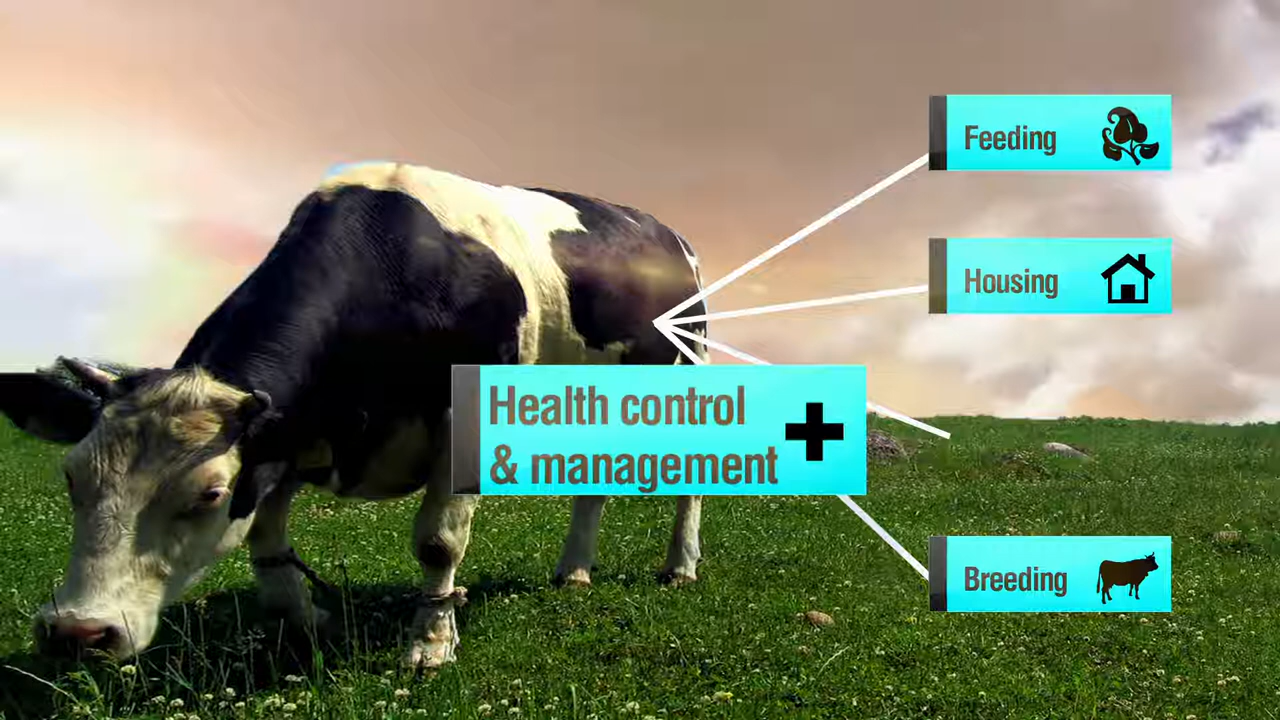 Feeding
Housing
Health control
& management
Breeding